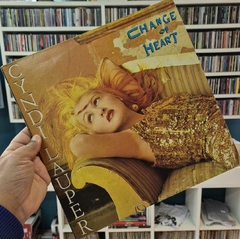 CYNDI LAUPER
CHANGE
OF
HEART